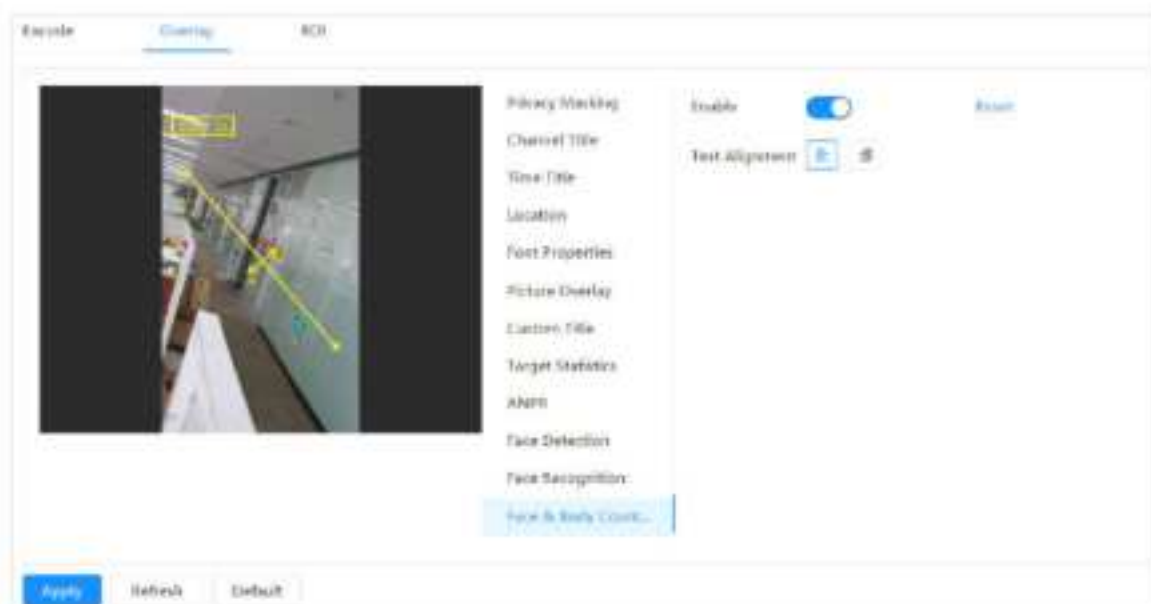 Encode Overlay ROI
Privacy Masking
Channel Title
Time Title
Location
Font Properties
Picture Overlay
Custom Title
Target Statistics
ANPR
Face Detection
Face Recognition
Face & Body Count...
Enable Reset
Text Alignment
Apply Refresh Default